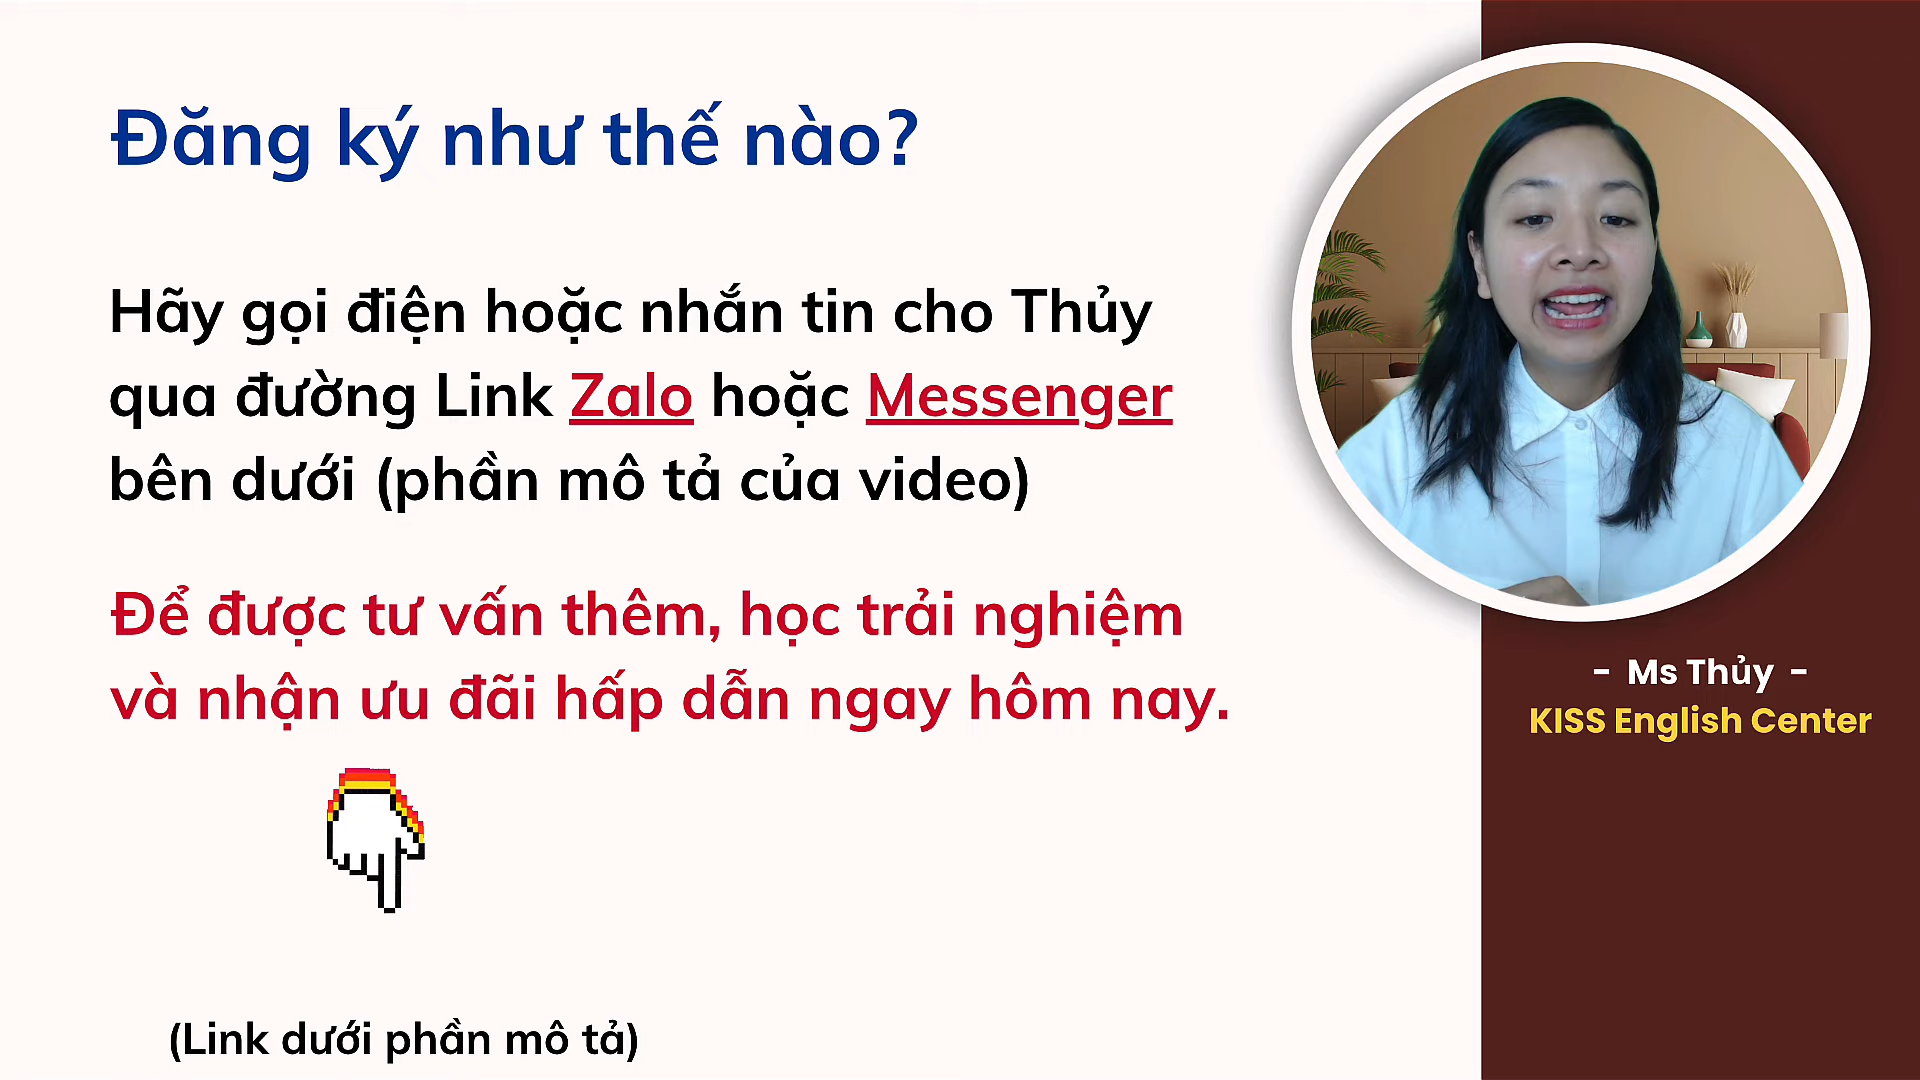 Đăng ký như thế nào?
Hãy gọi điện hoặc nhắn tin cho Thủy
qua đường Link Zalo hoặc Messenger
bên dưới (phần mô tả của video)
Để được tư vấn thêm, học trải nghiệm
và nhận ưu đãi hấp dẫn ngay hôm nay.
(Link dưới phần mô tả)
- Ms Thủy -
KISS English Center